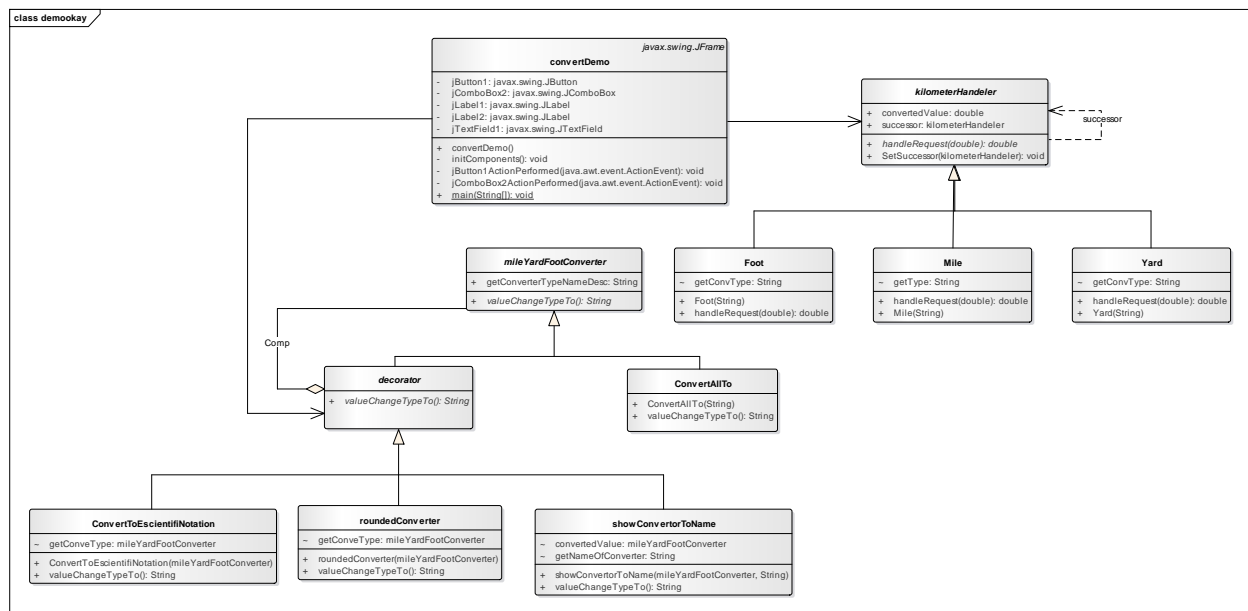 class demookay
javax.swing.JFrame
convertDemo
- jButton1: javax.swing.JButton
- jComboBox2: javax.swing.JComboBox
- jLabel1: javax.swing.JLabel
- jLabel2: javax.swing.JLabel
- jTextField1: javax.swing.JTextField
+ convertDemo()
- initComponents(): void
- jButton1ActionPerformed(java.awt.event.ActionEvent): void
- jComboBox2ActionPerformed(java.awt.event.ActionEvent): void
+ main(String[]): void
kilometerHandeler
+ convertedValue: double
+ successor: kilometerHandeler
+ handleRequest(double): double
+ SetSuccessor(kilometerHandeler): void
successor
mileYardFootConverter
+ getConverterTypeNameDesc: String
+ valueChangeTypeTo(): String
Foot
~ getConvType: String
+ Foot(String)
+ handleRequest(double): double
Mile
~ getType: String
+ handleRequest(double): double
+ Mile(String)
Yard
~ getConvType: String
+ handleRequest(double): double
+ Yard(String)
Comp
decorator
+ valueChangeTypeTo(): String
ConvertAllTo
+ ConvertAllTo(String)
+ valueChangeTypeTo(): String
ConvertToEscientifiNotation
~ getConveType: mileYardFootConverter
+ ConvertToEscientifiNotation(mileYardFootConverter)
+ valueChangeTypeTo(): String
roundedConverter
~ getConvType: mileYardFootConverter
+ roundedConverter(mileYardFootConverter)
+ valueChangeTypeTo(): String
showConvertorToName
~ convertedValue: mileYardFootConverter
~ getNameOfConverter: String
+ showConvertorToName(mileYardFootConverter, String)
+ valueChangeTypeTo(): String